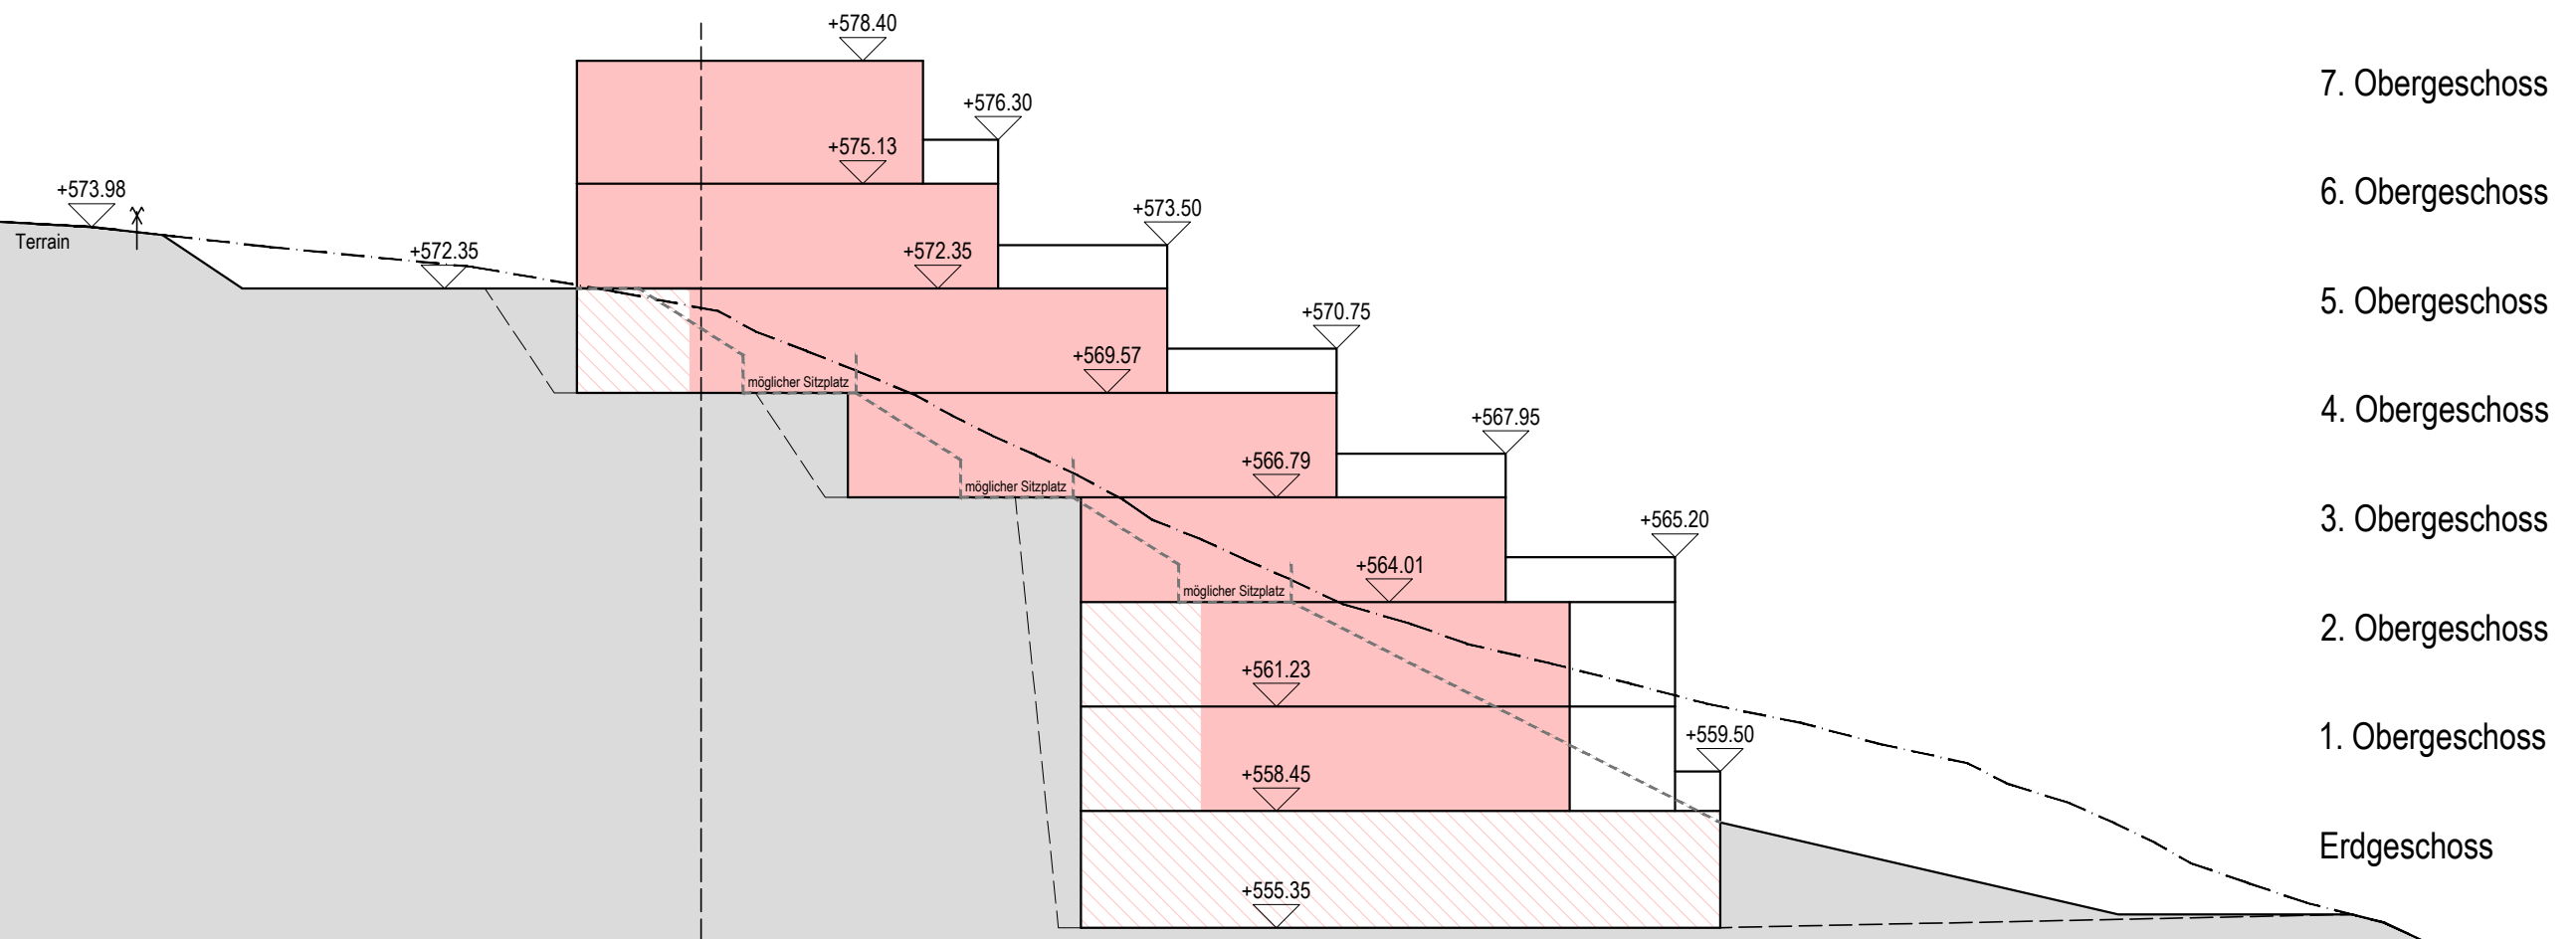 +578.40
7. Obergeschoss
+576.30
+575.13
+573.98
6. Obergeschoss
+573.50
Terrain
+572.35
+572.35
5. Obergeschoss
+570.75
+569.57
möglicher Sitzplatz
4. Obergeschoss
+567.95
+566.79
möglicher Sitzplatz
3. Obergeschoss
+565.20
+564.01
möglicher Sitzplatz
2. Obergeschoss
+561.23
1. Obergeschoss
+559.50
+558.45
Erdgeschoss
+555.35